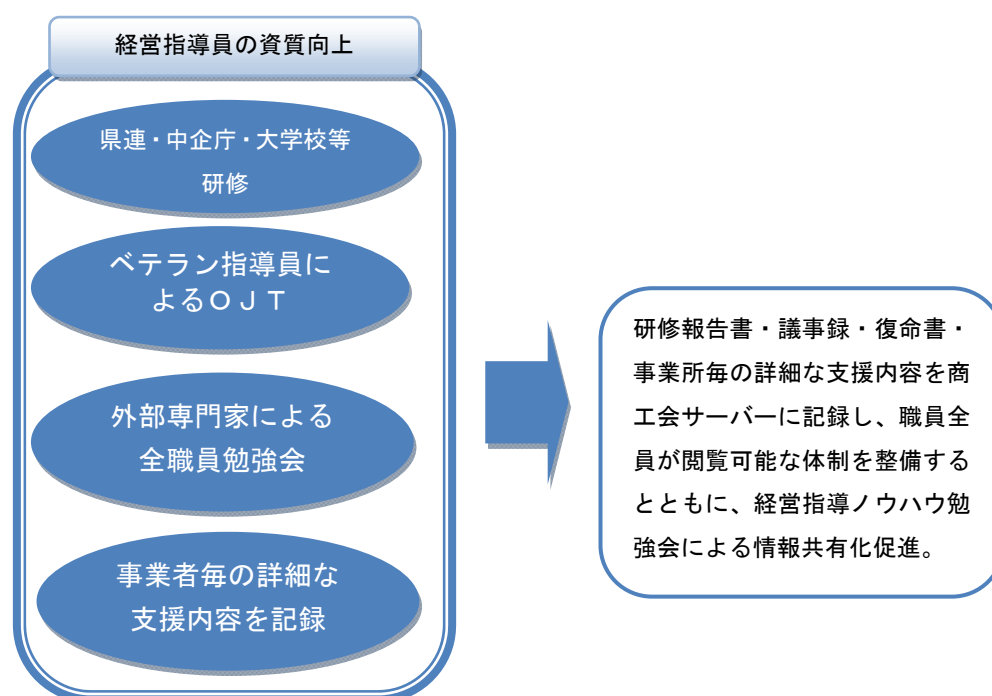 経営指導員の資質向上
県連・中企庁・大学校等
研修
ベテラン指導員に
よるＯＪＴ
外部専門家による
全職員勉強会
事業者毎の詳細な
支援内容を記録
研修報告書・議事録・復命書・
事業所毎の詳細な支援内容を商
工会サーバーに記録し、職員全
員が閲覧可能な体制を整備する
とともに、経営指導ノウハウ勉
強会による情報共有化促進。